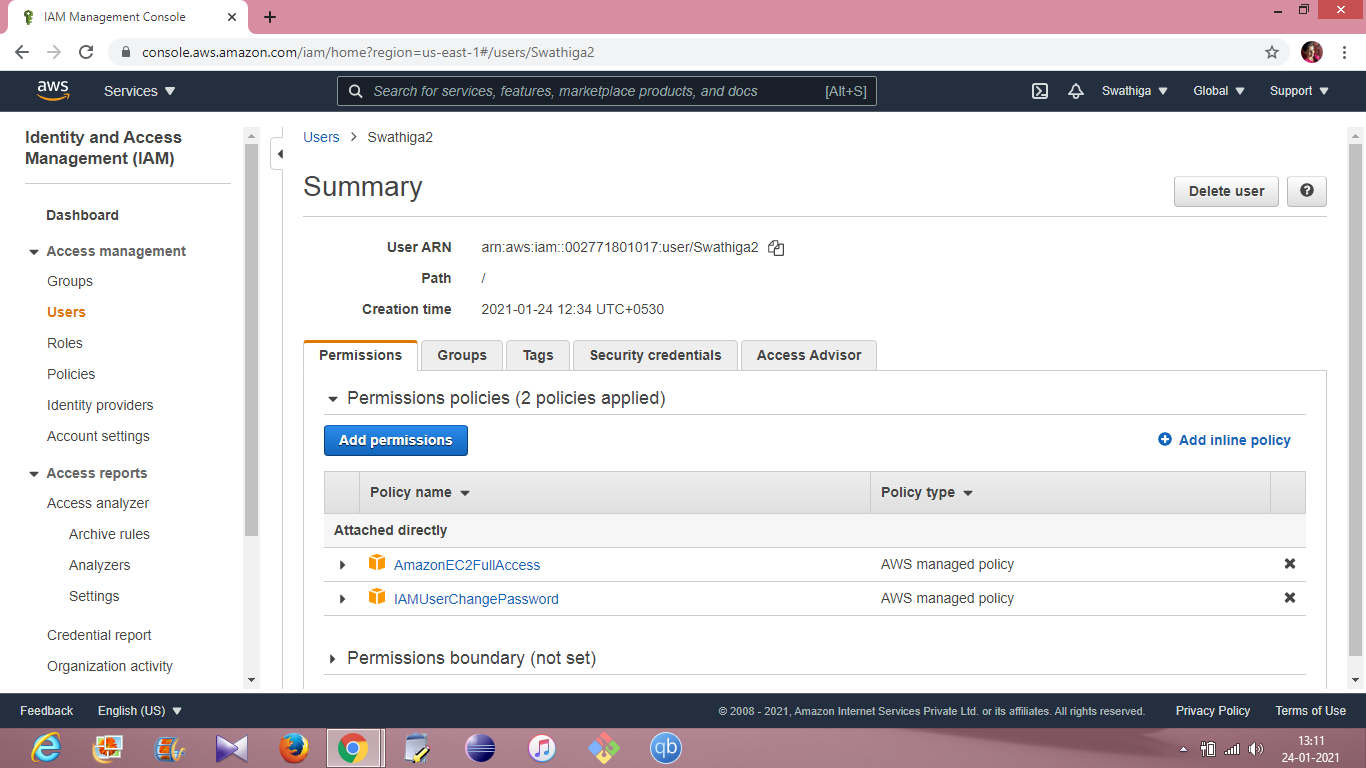 IAM Management Console
console.aws.amazon.com/iam/home?region=us-east-1#/users/Swathiga2
aws
Services
Search for services, features, marketplace products, and docs
[Alt+S]
Swathiga
Global
Support
Identity and Access
Management (IAM)
Dashboard
Access management
Groups
Users
Roles
Policies
Identity providers
Account settings
Access reports
Access analyzer
Archive rules
Analyzers
Settings
Credential report
Organization activity
Users > Swathiga2
Summary
Delete user
?
User ARN arn:aws:iam::002771801017:user/Swathiga2
Path /
Creation time 2021-01-24 12:34 UTC+0530
Permissions Groups Tags Security credentials Access Advisor
Permissions policies (2 policies applied)
Add permissions
Add inline policy
Policy name Policy type
Attached directly
AmazonEC2FullAccess AWS managed policy
IAMUserChangePassword AWS managed policy
Permissions boundary (not set)
Feedback English (US)
© 2008 - 2021, Amazon Internet Services Private Ltd. or its affiliates. All rights reserved.
Privacy Policy
Terms of Use
qb
13:11
24-01-2021